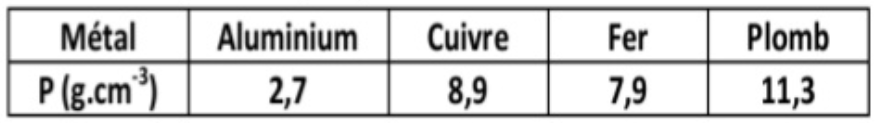 Métal Aluminium Cuivre Fer Plomb
P (g.cm⁻³) 2,7 8,9 7,9 11,3